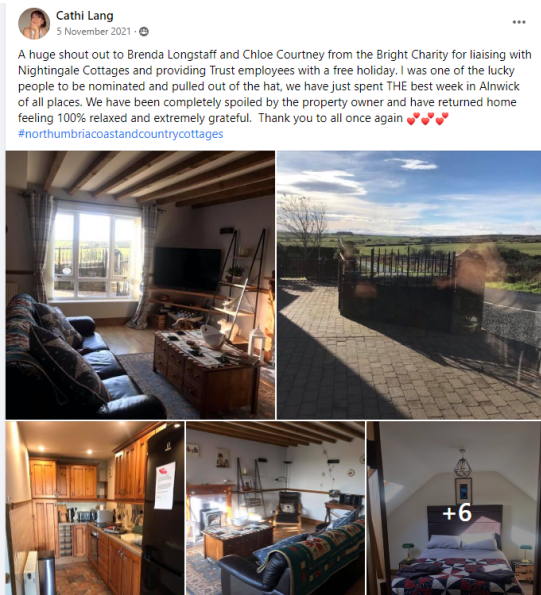 Cathi Lang
5 November 2021 ·
A huge shout out to Brenda Longstaff and Chloe Courtney from the Bright Charity for liaising with
Nightingale Cottages and providing Trust employees with a free holiday. I was one of the lucky
people to be nominated and pulled out of the hat, we have just spent THE best week in Alnwick
of all places. We have been completely spoiled by the property owner and have returned home
feeling 100% relaxed and extremely grateful.  Thank you to all once again 💕💕💕
#northumbriacoastandcountrycottages
+6